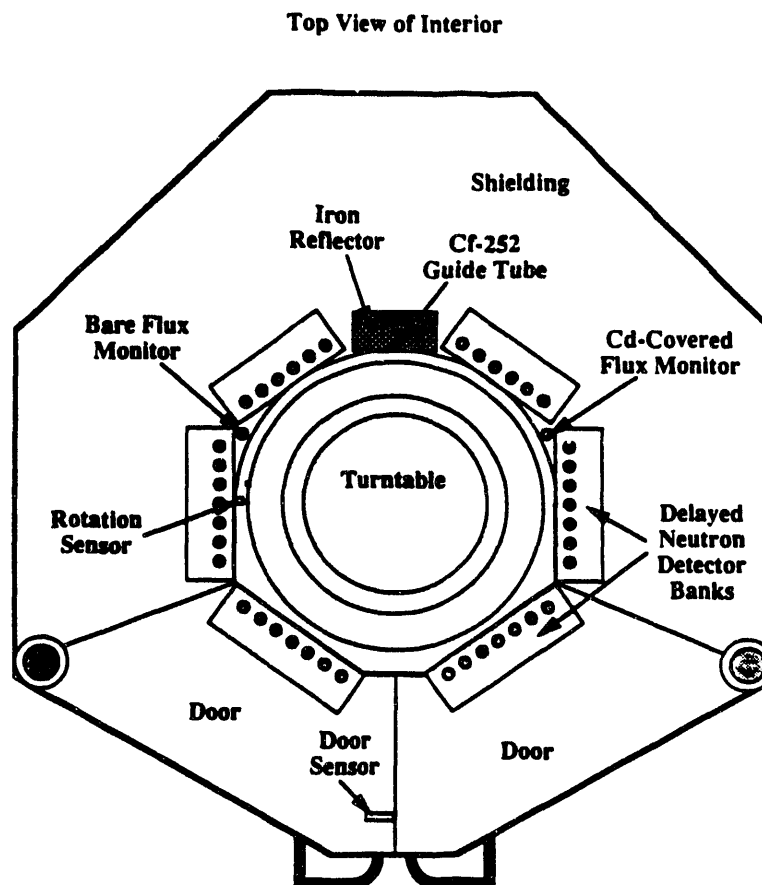 Top View of Interior
Shielding
Iron
Reflector
Cf-252
Guide Tube
Bare Flux
Monitor
Cd-Covered
Flux Monitor
Turntable
Rotation
Sensor
Delayed
Neutron
Detector
Banks
Door
Door
Sensor
Door